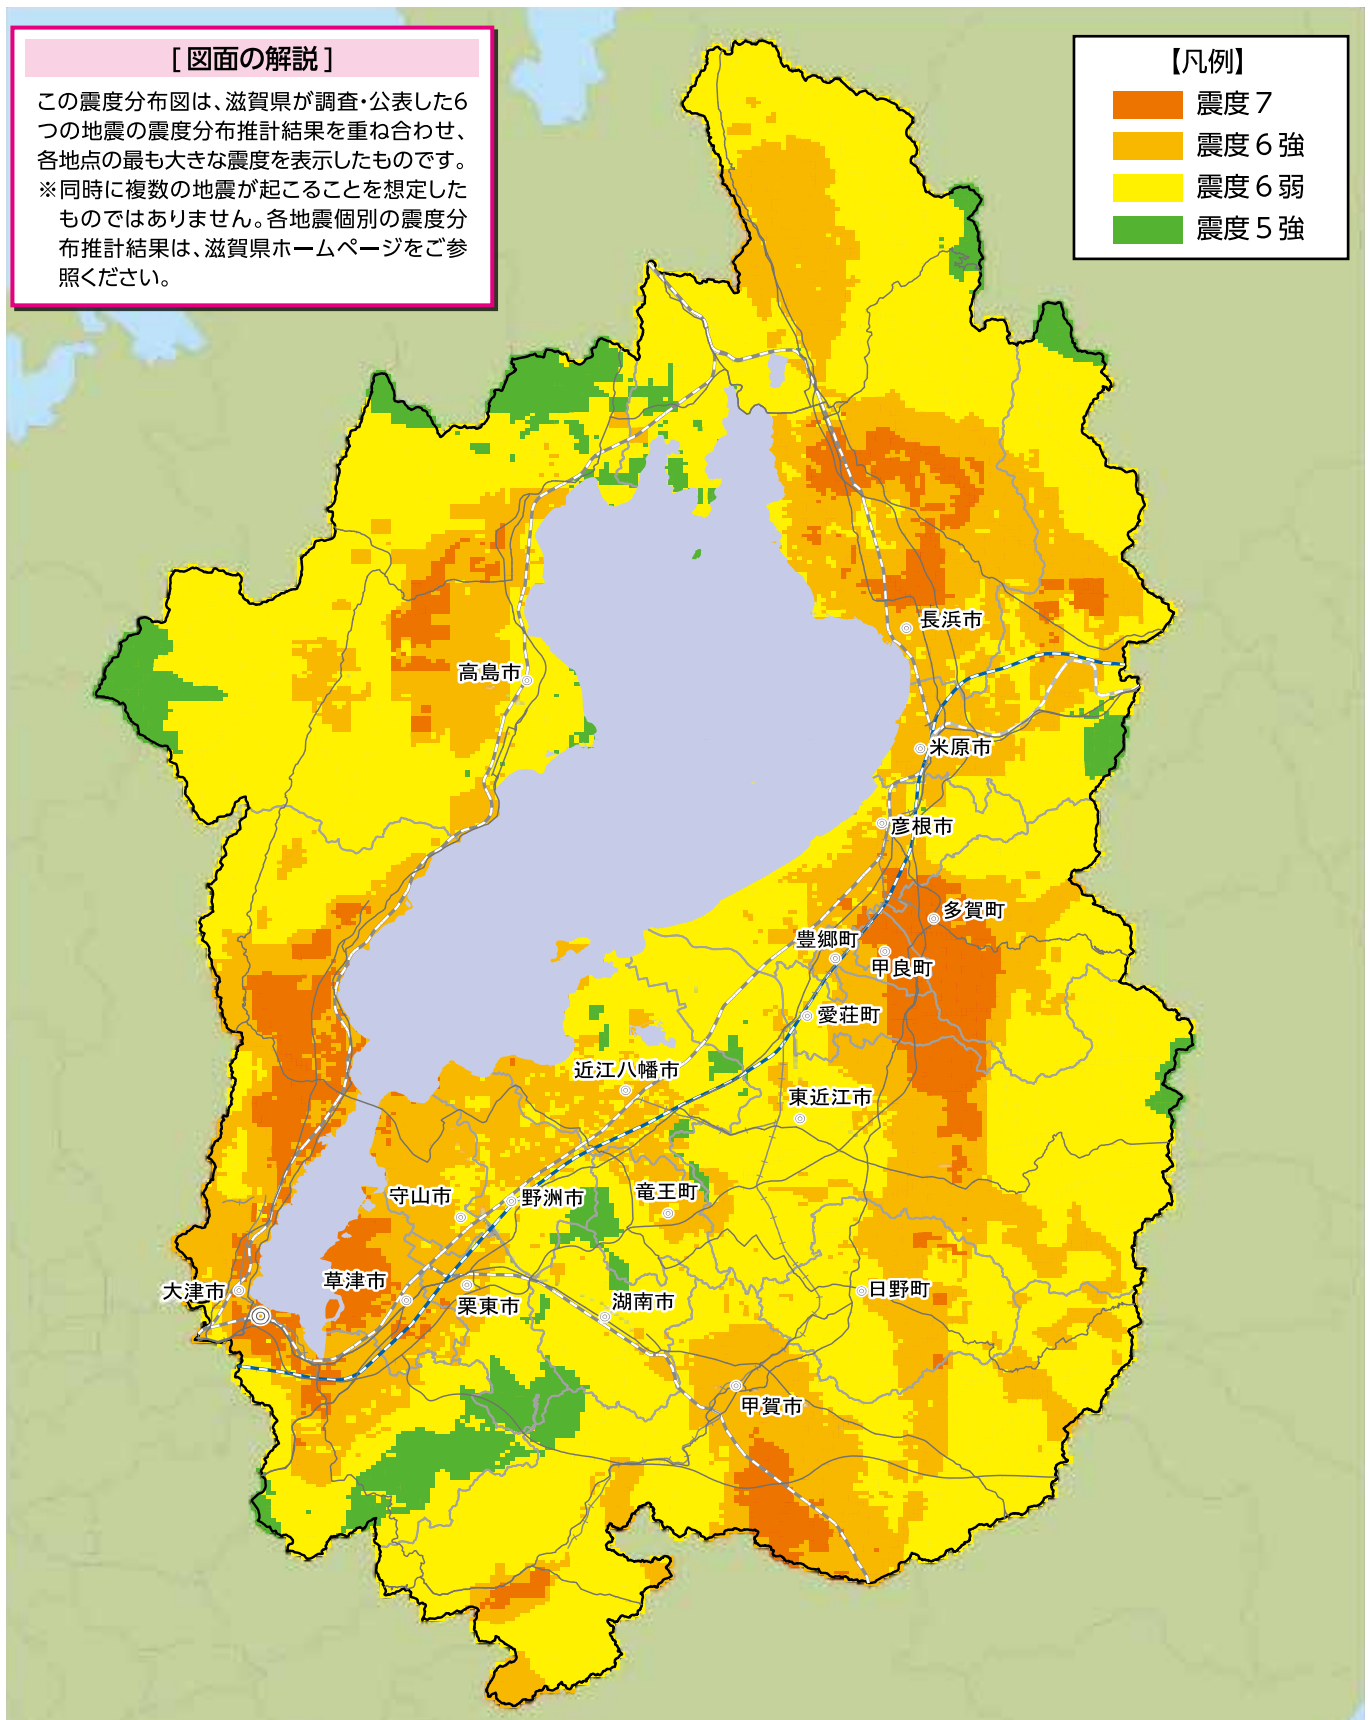 [ 図面の解説 ]
この震度分布図は、滋賀県が調査・公表した6
つの地震の震度分布推計結果を重ね合わせ、
各地点の最も大きな震度を表示したものです。
※同時に複数の地震が起こることを想定した
ものではありません。各地震個別の震度分
布推計結果は、滋賀県ホームページをご参
照ください。
【凡例】
震度７
震度６強
震度６弱
震度５強
長浜市
高島市
米原市
彦根市
多賀町
豊郷町
甲良町
愛荘町
近江八幡市
東近江市
守山市
野洲市
竜王町
大津市
草津市
栗東市
湖南市
日野町
甲賀市